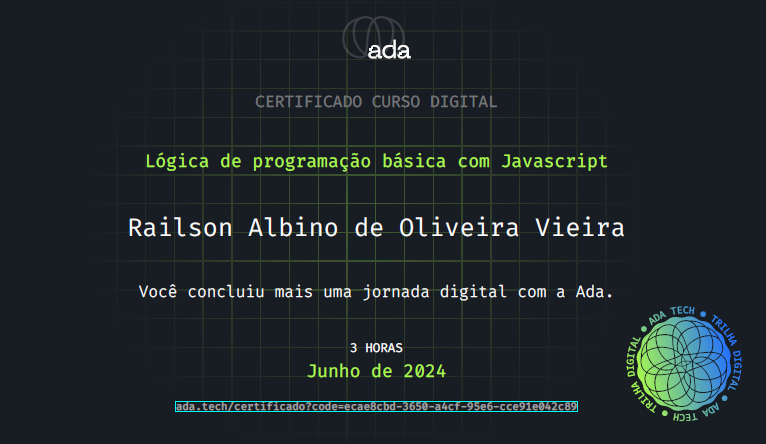 ada
CERTIFICADO CURSO DIGITAL
Lógica de programação básica com Javascript
Railson Albino de Oliveira Vieira
Você concluiu mais uma jornada digital com a Ada.
3 HORAS
Junho de 2024
ada.tech/certificado?code=ecae8cbd-3650-a4cf-95e6-cce91e042c89
ADA TECH • TRILHA DIGITAL • ADA TECH • TRILHA DIGITAL •